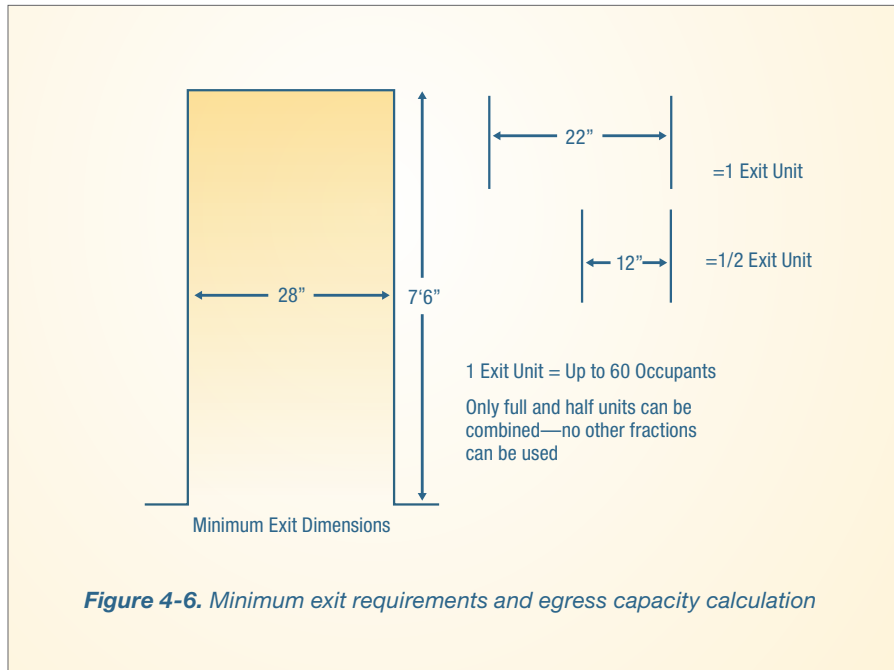 28”
7‘6”
Minimum Exit Dimensions
22”
=1 Exit Unit
12”
=1/2 Exit Unit
1 Exit Unit = Up to 60 Occupants
Only full and half units can be
combined—no other fractions
can be used
Figure 4-6. Minimum exit requirements and egress capacity calculation